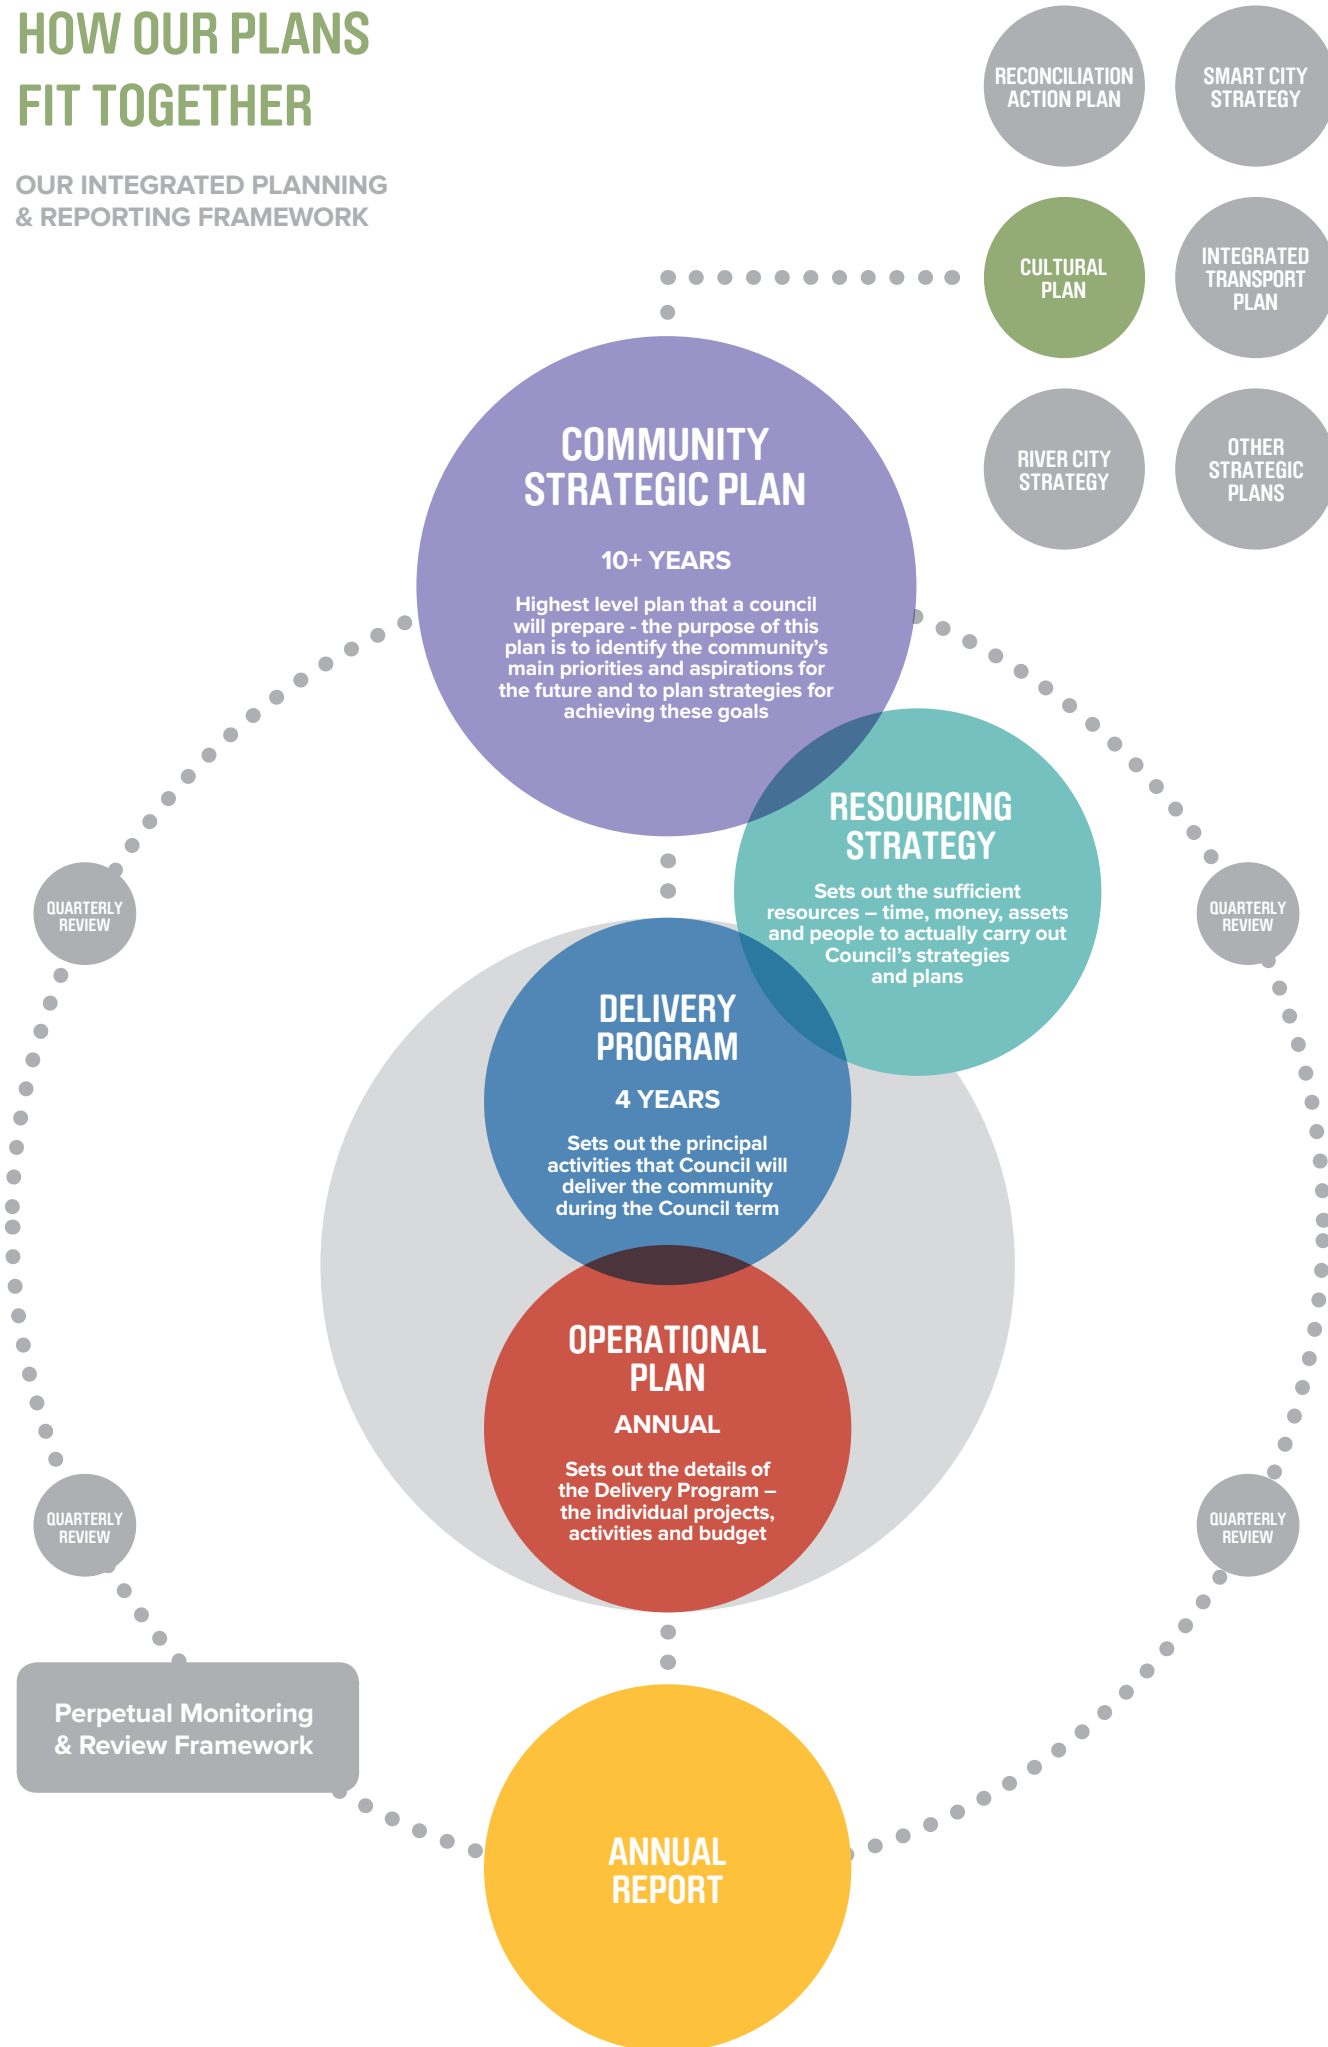 HOW OUR PLANS
FIT TOGETHER
OUR INTEGRATED PLANNING
& REPORTING FRAMEWORK
RECONCILIATION
ACTION PLAN
SMART CITY
STRATEGY
CULTURAL
PLAN
INTEGRATED
TRANSPORT
PLAN
RIVER CITY
STRATEGY
OTHER
STRATEGIC
PLANS
COMMUNITY
STRATEGIC PLAN
10+ YEARS
Highest level plan that a council
will prepare - the purpose of this
plan is to identify the community’s
main priorities and aspirations for
the future and to plan strategies for
achieving these goals
RESOURCING
STRATEGY
Sets out the sufficient
resources – time, money, assets
and people to actually carry out
Council’s strategies
and plans
QUARTERLY
REVIEW
QUARTERLY
REVIEW
DELIVERY
PROGRAM
4 YEARS
Sets out the principal
activities that Council will
deliver the community
during the Council term
OPERATIONAL
PLAN
ANNUAL
Sets out the details of
the Delivery Program –
the individual projects,
activities and budget
QUARTERLY
REVIEW
QUARTERLY
REVIEW
Perpetual Monitoring
& Review Framework
ANNUAL
REPORT